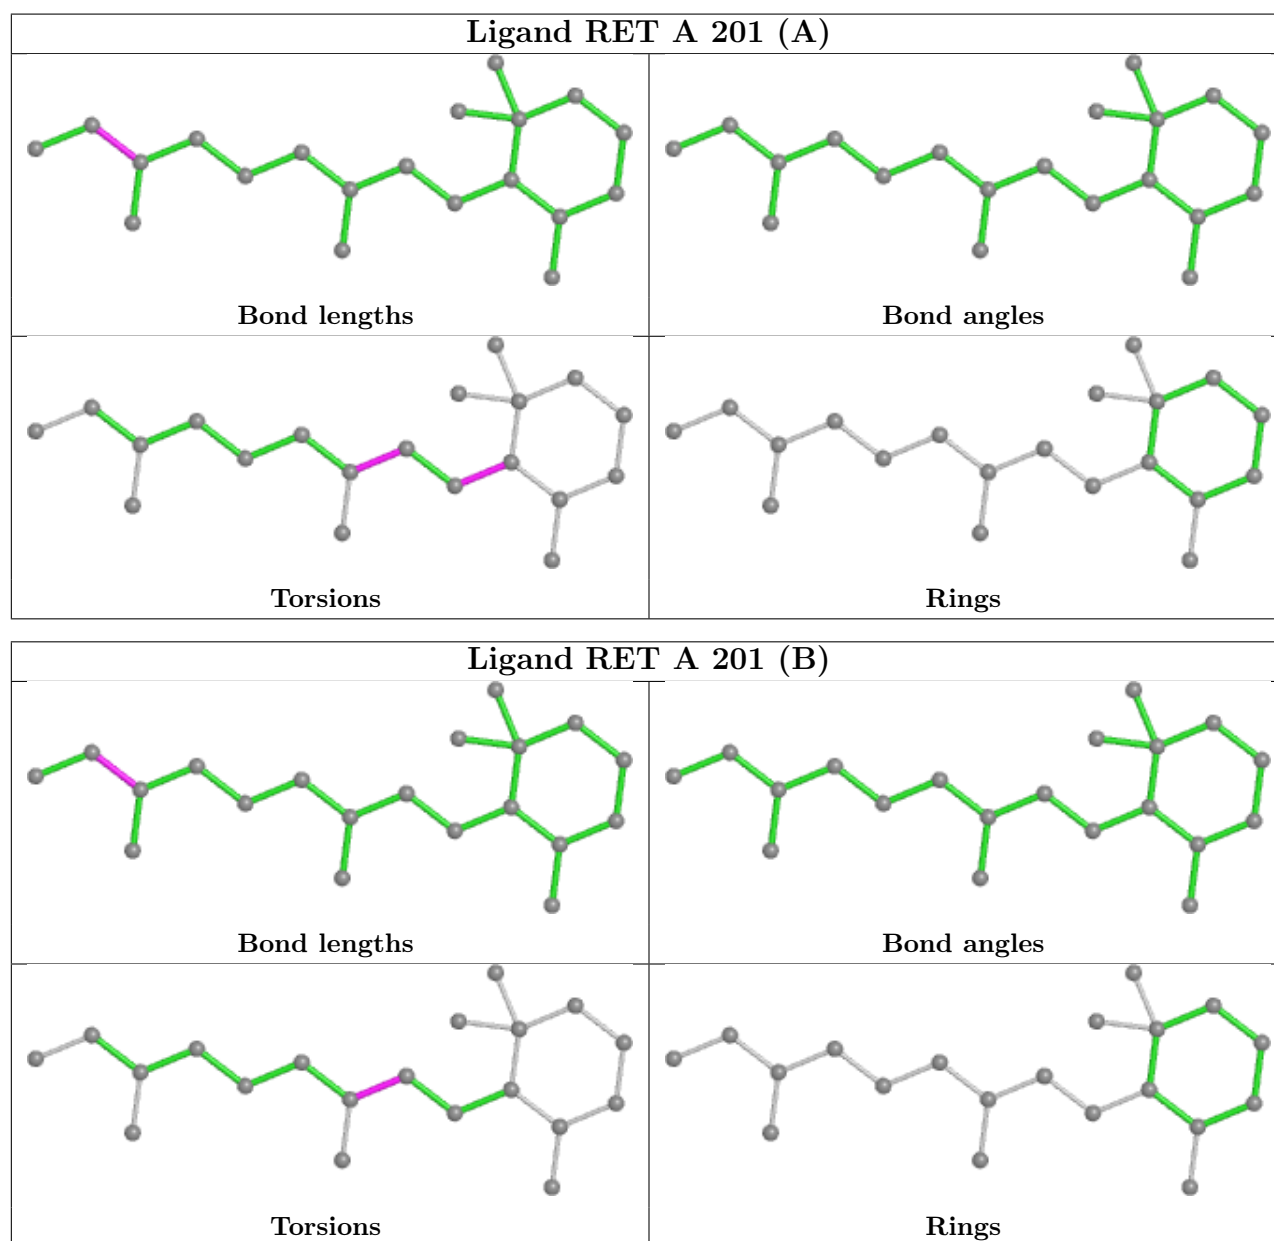 Ligand RET A 201 (A)
Bond lengths
Bond angles
Torsions
Rings
Ligand RET A 201 (B)
Bond lengths
Bond angles
Torsions
Rings